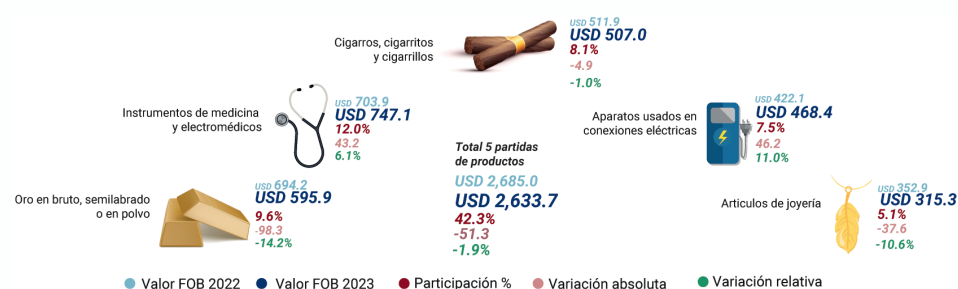 Cigarros, cigarritos
y cigarrillos
USD 511.9
USD 507.0
8.1%
-4.9
-1.0%
Instrumentos de medicina
y electromédicos
USD 703.9
USD 747.1
12.0%
43.2
6.1%
Aparatos usados en
conexiones eléctricas
USD 422.1
USD 468.4
7.5%
46.2
11.0%
Total 5 partidas
de productos
USD 2,685.0
USD 2,633.7
42.3%
-51.3
-1.9%
Oro en bruto, semilabrado
o en polvo
USD 694.2
USD 595.9
9.6%
-98.3
-14.2%
Articulos de joyería
USD 352.9
USD 315.3
5.1%
-37.6
-10.6%
Valor FOB 2022
Valor FOB 2023
Participación %
Variación absoluta
Variación relativa